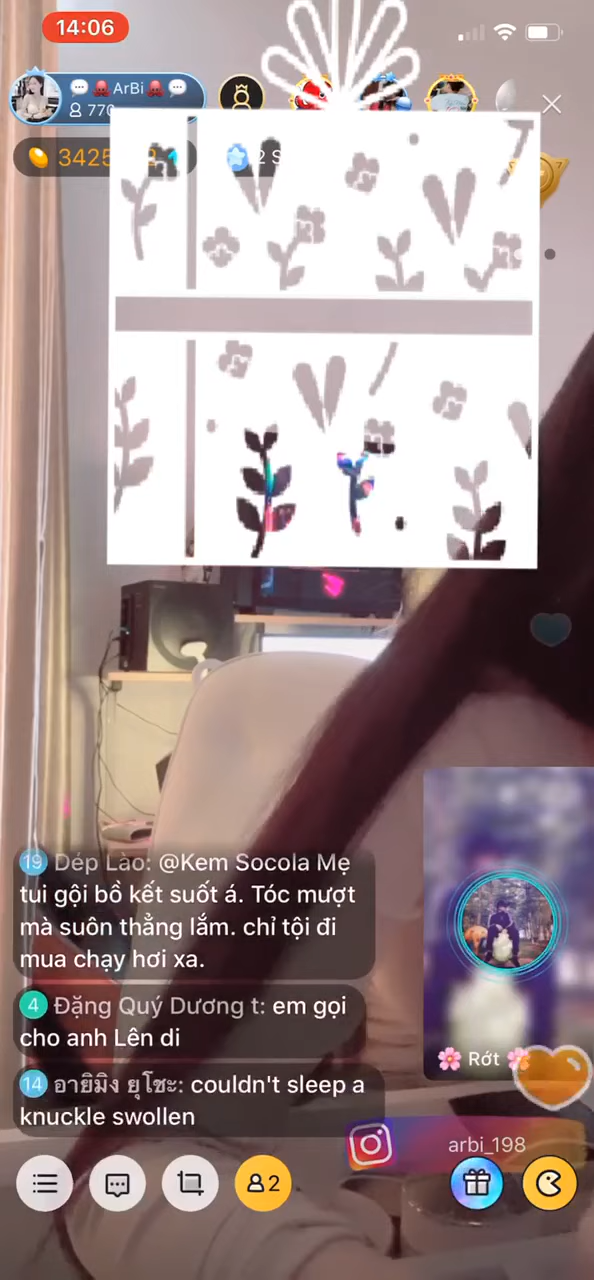 14:06
ArBi
770
3425
2 S
19 Dép Lào: @Kem Socola Mẹ
tui gội bồ kết suốt á. Tóc mượt
mà suôn thẳng lắm. chỉ tội đi
mua chạy hơi xa.
4 Đặng Quý Dương t: em gọi
cho anh Lên di
14 อายิมิง ยุโซะ: couldn't sleep a
knuckle swollen
Rớt
arbi_198
2